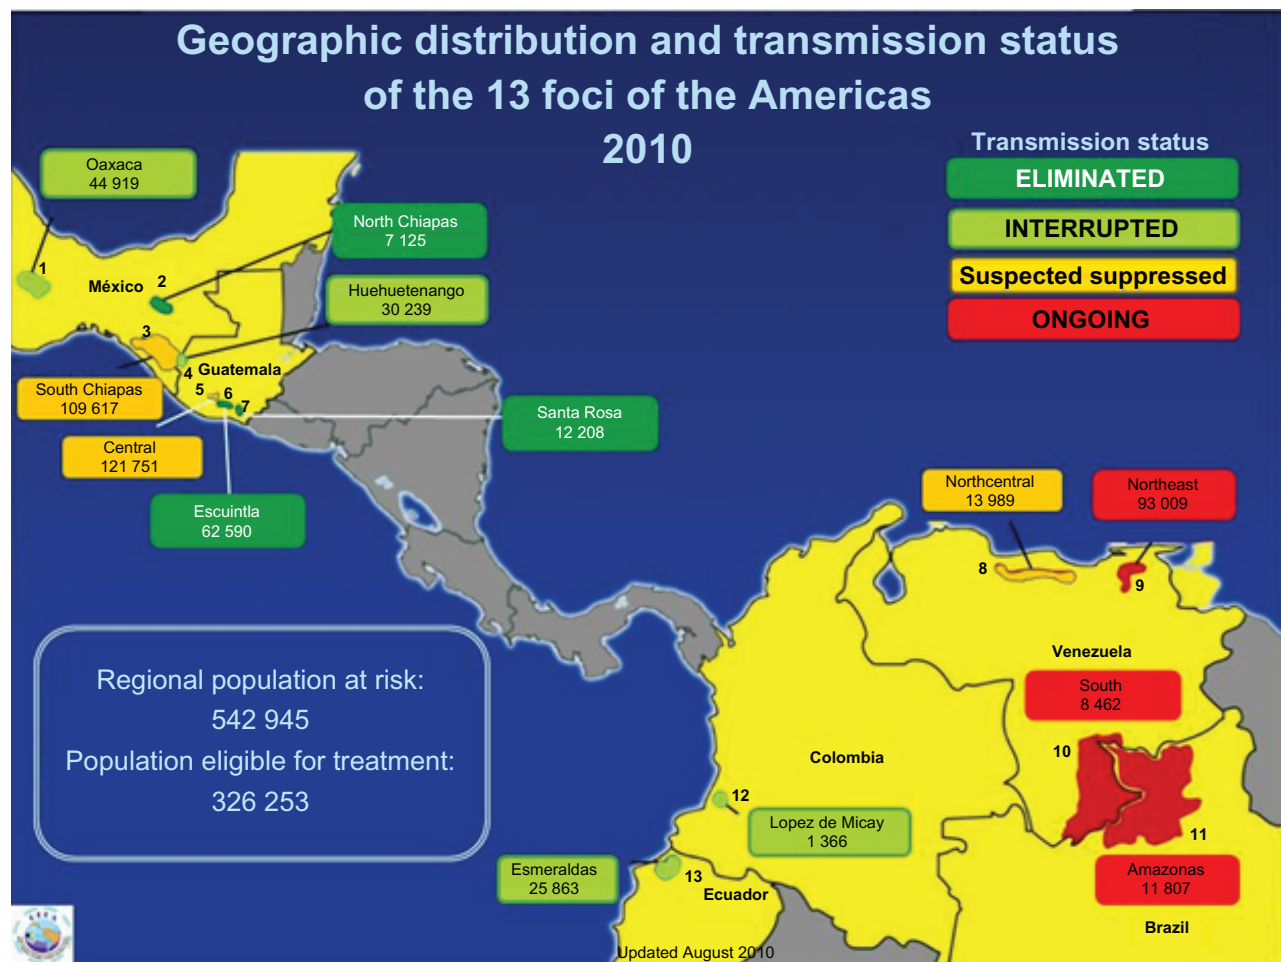 Geographic distribution and transmission status
of the 13 foci of the Americas
2010
Transmission status
ELIMINATED
INTERRUPTED
Suspected suppressed
ONGOING
Oaxaca
44 919
North Chiapas
7 125
Huehuetenango
30 239
1
2
México
3
4
Guatemala
5
6
7
South Chiapas
109 617
Central
121 751
Escuintla
62 590
Santa Rosa
12 208
Northcentral
13 989
Northeast
93 009
8
9
Venezuela
South
8 462
10
11
Amazonas
11 807
Brazil
Colombia
12
Lopez de Micay
1 366
Esmeraldas
25 863
13
Ecuador
Regional population at risk:
542 945
Population eligible for treatment:
326 253
Updated August 2010